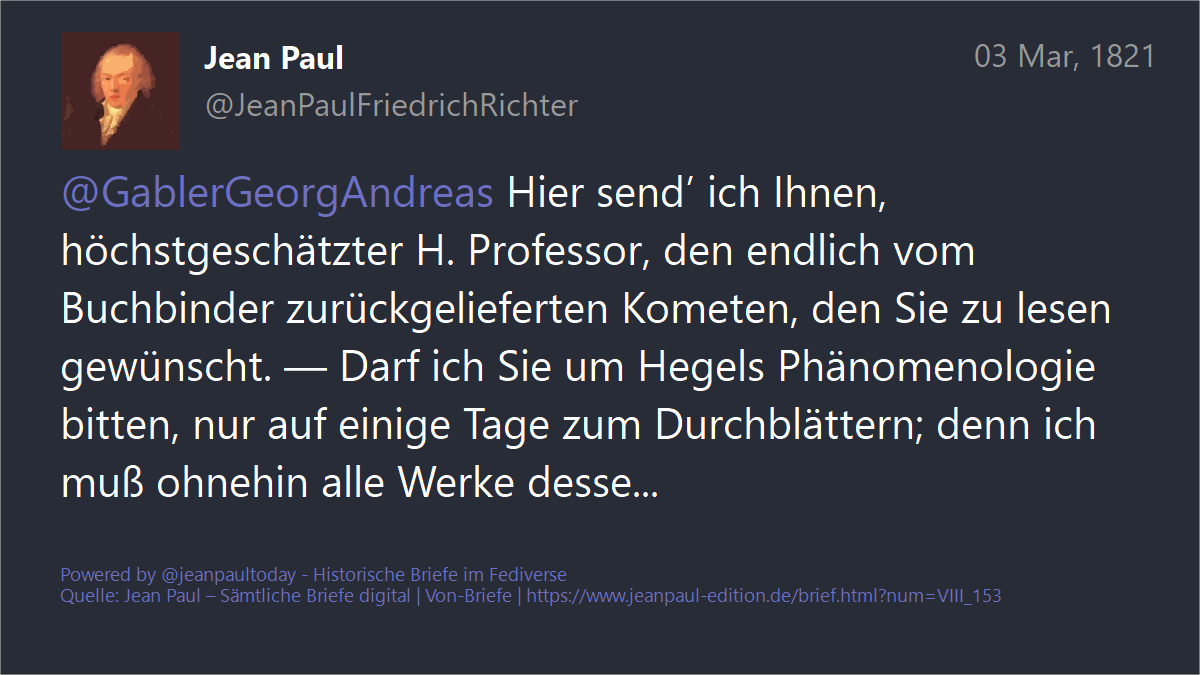 Jean Paul
03 Mar, 1821
@JeanPaulFriedrichRichter
@GablerGeorgAndreas Hier send’ ich Ihnen,
höchstgeschätzter H. Professor, den endlich vom
Buchbinder zurückgelieferten Kometen, den Sie zu lesen
gewünscht. — Darf ich Sie um Hegels Phänomenologie
bitten, nur auf einige Tage zum Durchblättern; denn ich
muß ohnehin alle Werke desse...
Powered by @jeanpaultoday - Historische Briefe im Fediverse
Quelle: Jean Paul – Sämtliche Briefe digital | Von-Briefe | https://www.jeanpaul-edition.de/brief.html?num=VIII_153